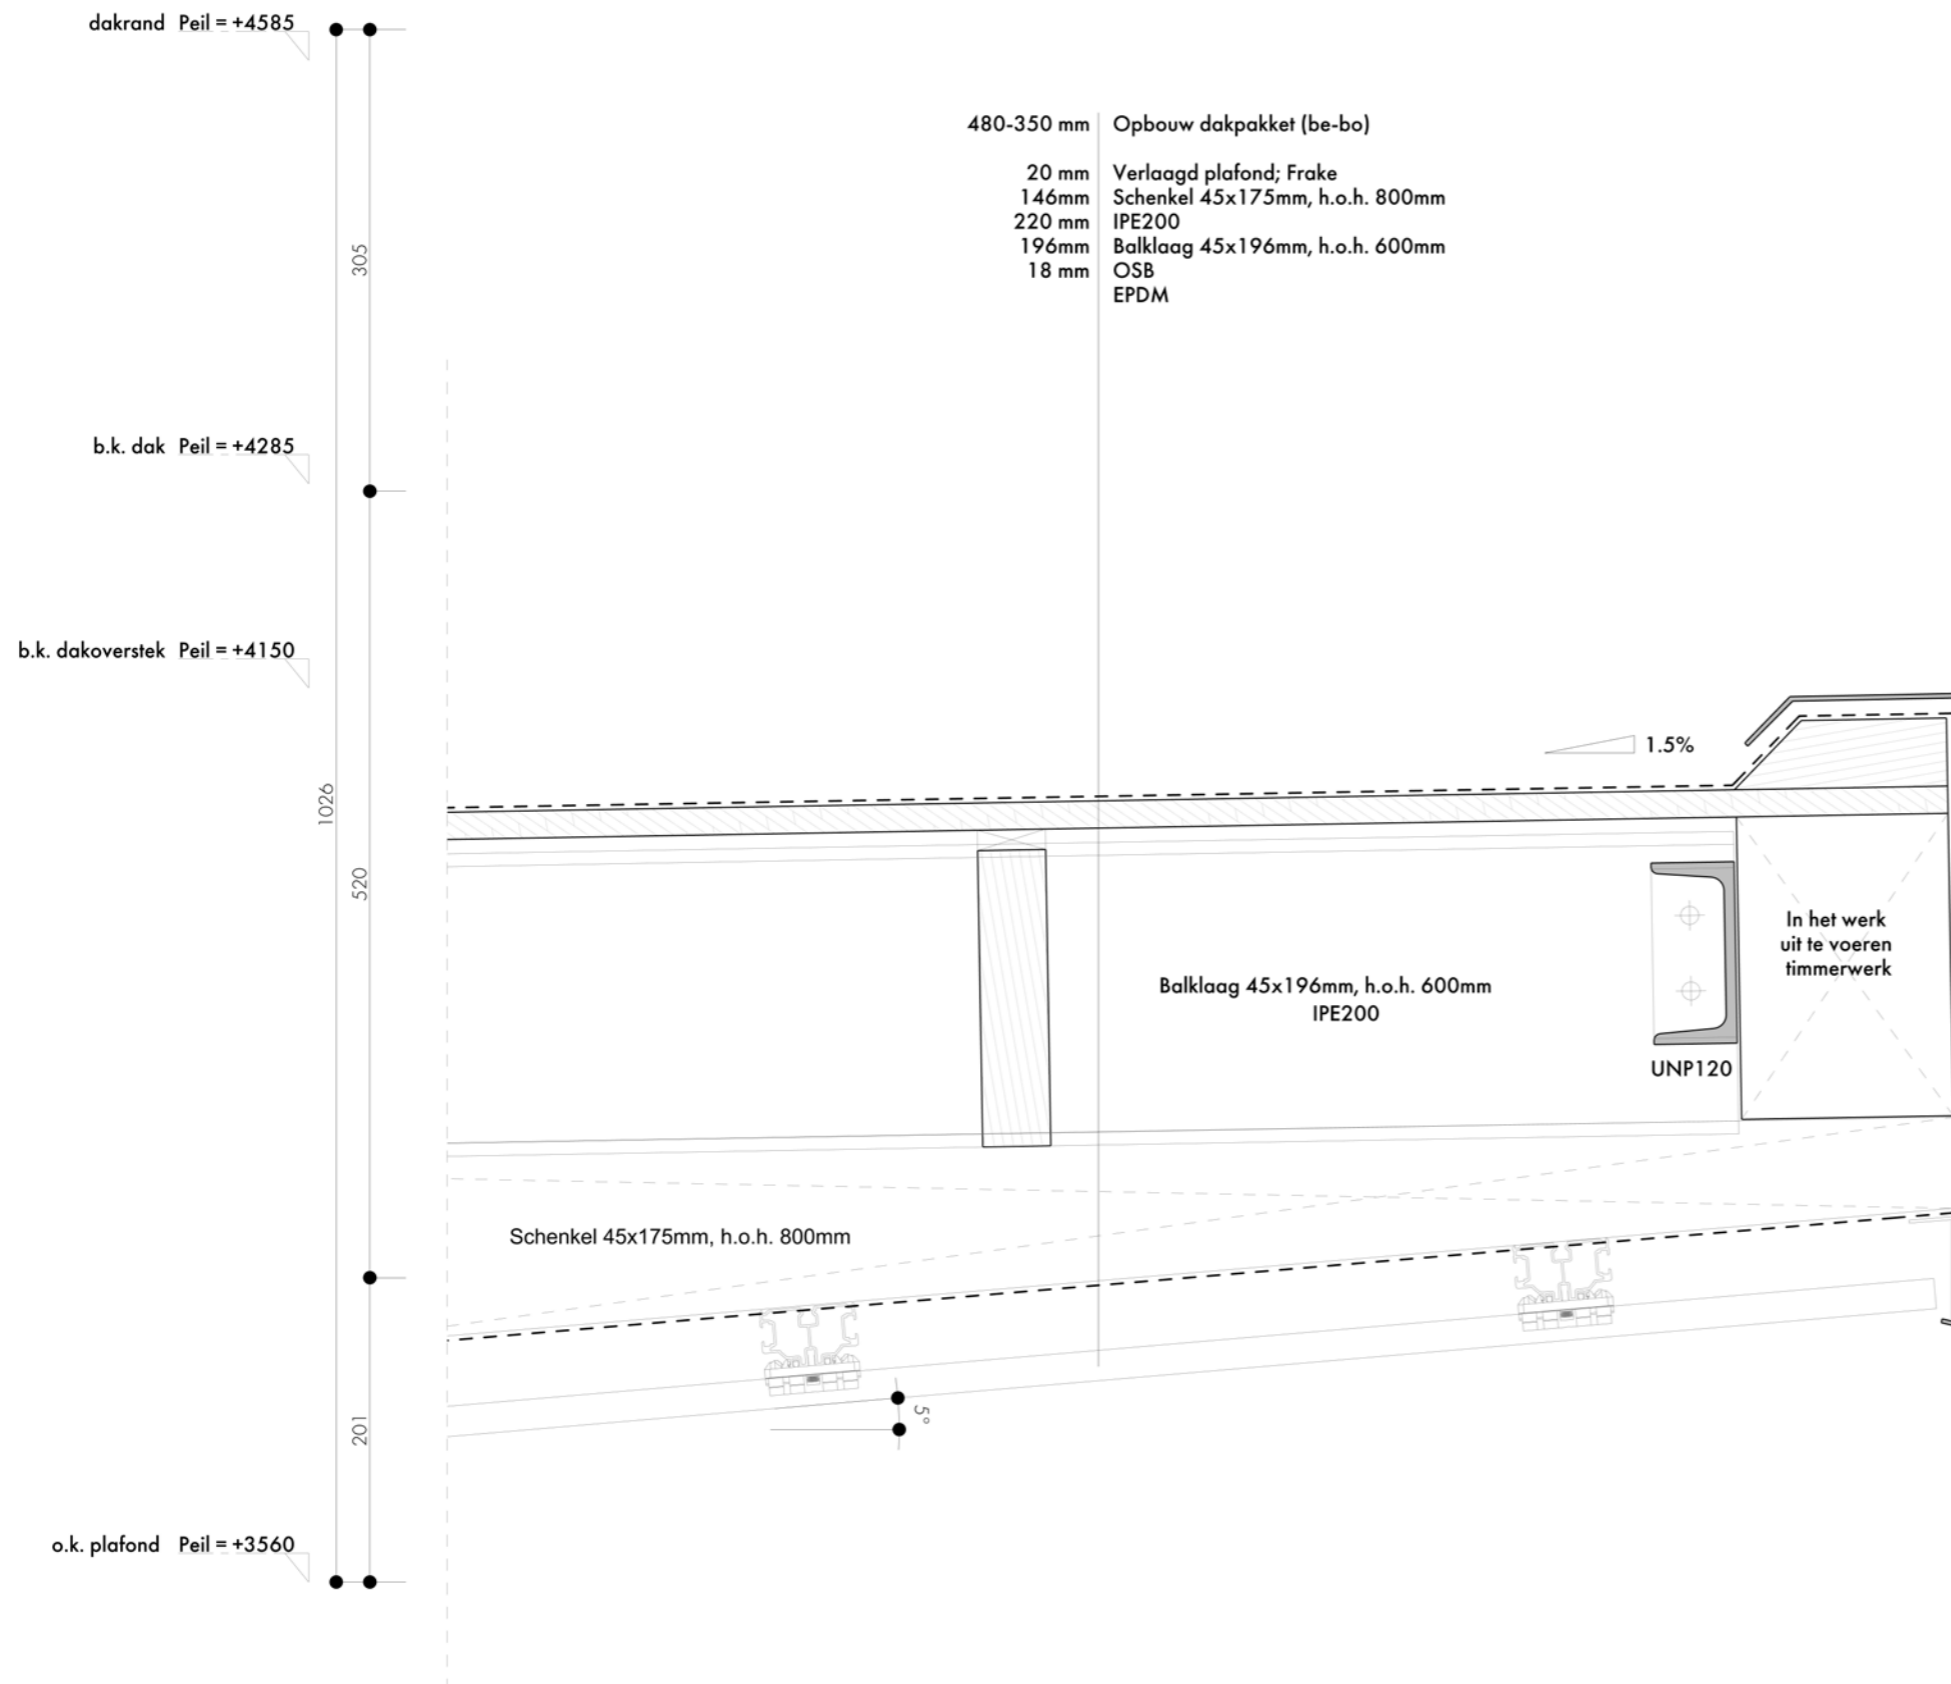 dakrand Peil = +4585
480-350 mm Opbouw dakpakket (be-bo)
20 mm Verlaagd plafond; Frake
146mm Schenkel 45x175mm, h.o.h. 800mm
220 mm IPE200
196mm Balklaag 45x196mm, h.o.h. 600mm
18 mm OSB
EPDM
305
b.k. dak Peil = +4285
b.k. dakoverstek Peil = +4150
1.5%
1026
520
In het werk
uit te voeren
timmerwerk
Balklaag 45x196mm, h.o.h. 600mm
IPE200
UNP120
Schenkel 45x175mm, h.o.h. 800mm
5°
201
o.k. plafond Peil = +3560